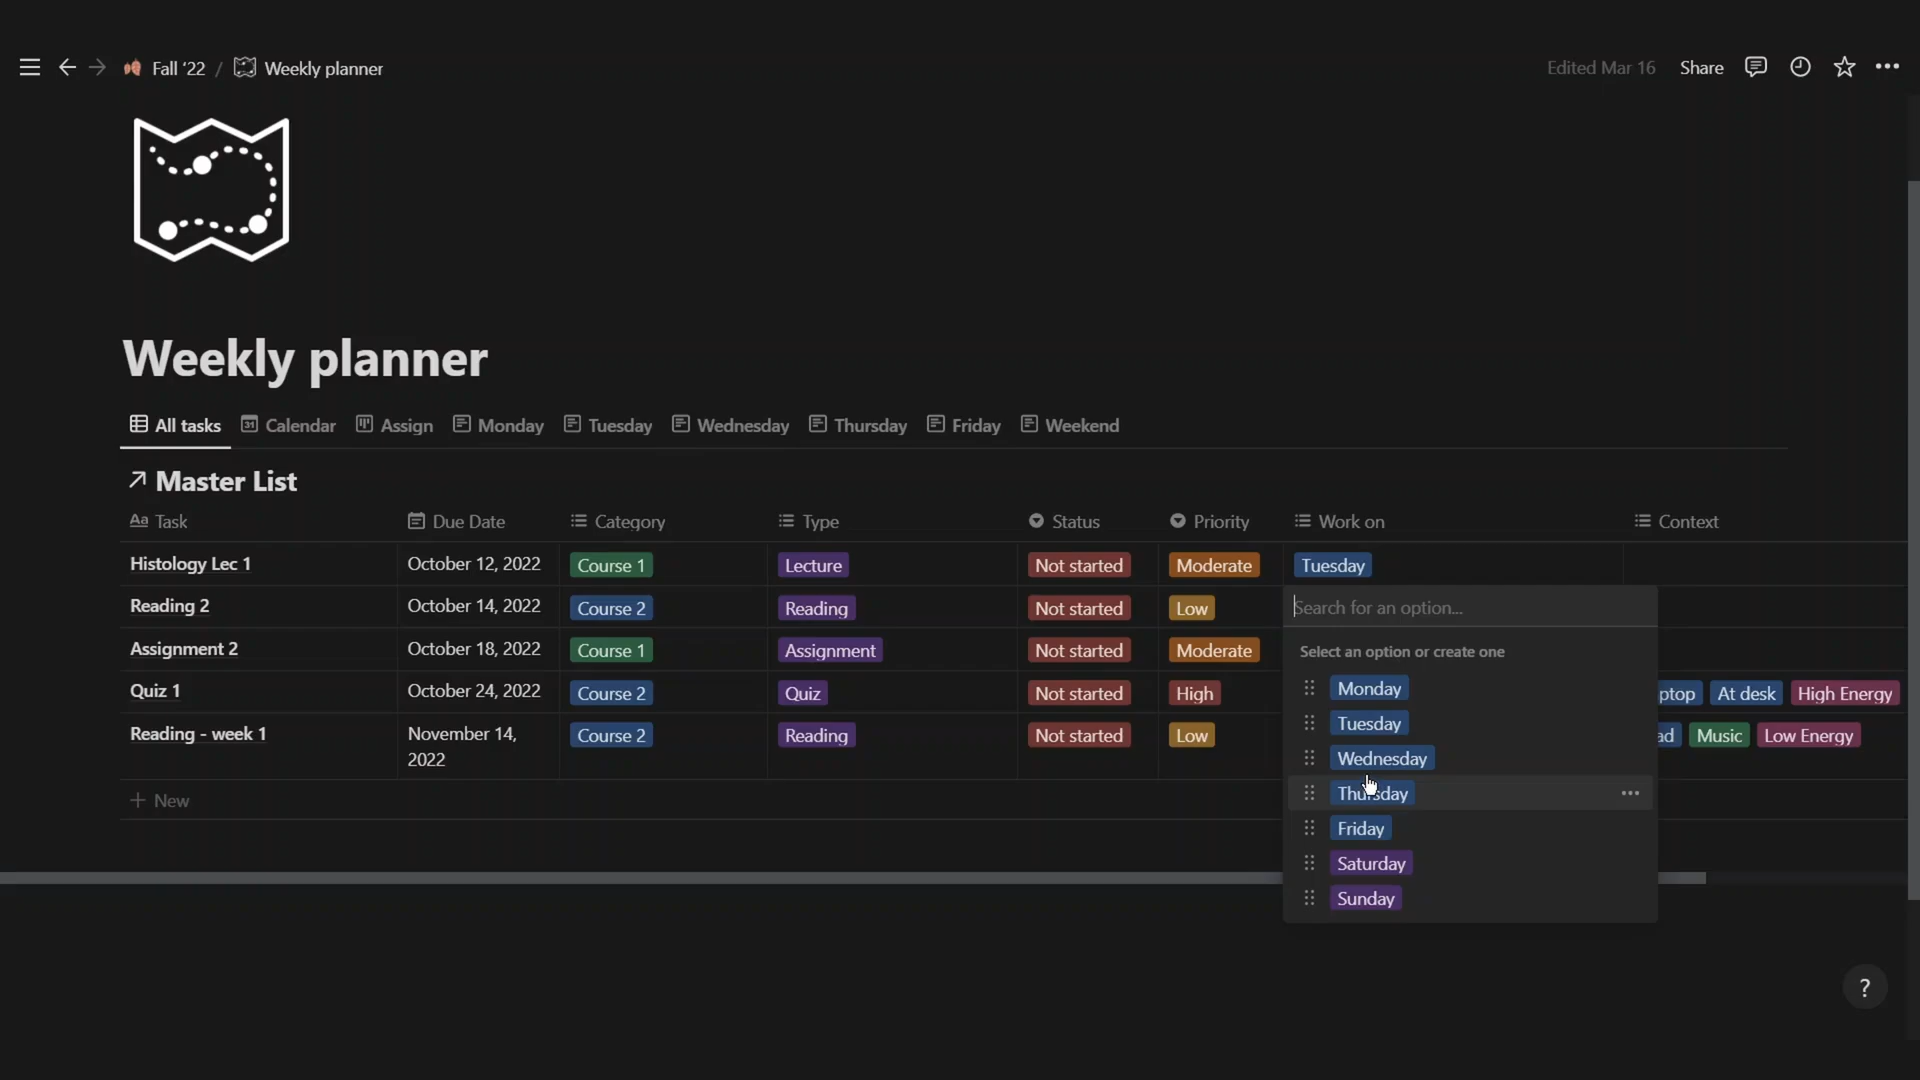 Fall ‘22 / Weekly planner
Edited Mar 16 Share
Weekly planner
All tasks Calendar Assign Monday Tuesday Wednesday Thursday Friday Weekend
Master List
Aa Task Due Date Category Type Status Priority Work on Context
Histology Lec 1 October 12, 2022 Course 1 Lecture Not started Moderate Tuesday
Reading 2 October 14, 2022 Course 2 Reading Not started Low Search for an option...
Assignment 2 October 18, 2022 Course 1 Assignment Not started Moderate Select an option or create one
Quiz 1 October 24, 2022 Course 2 Quiz Not started High Monday ptop At desk High Energy
Tuesday
Reading - week 1 November 14, Course 2 Reading Not started Low ad Music Low Energy
2022 Wednesday
+ New Thursday
Friday
Saturday
Sunday
?